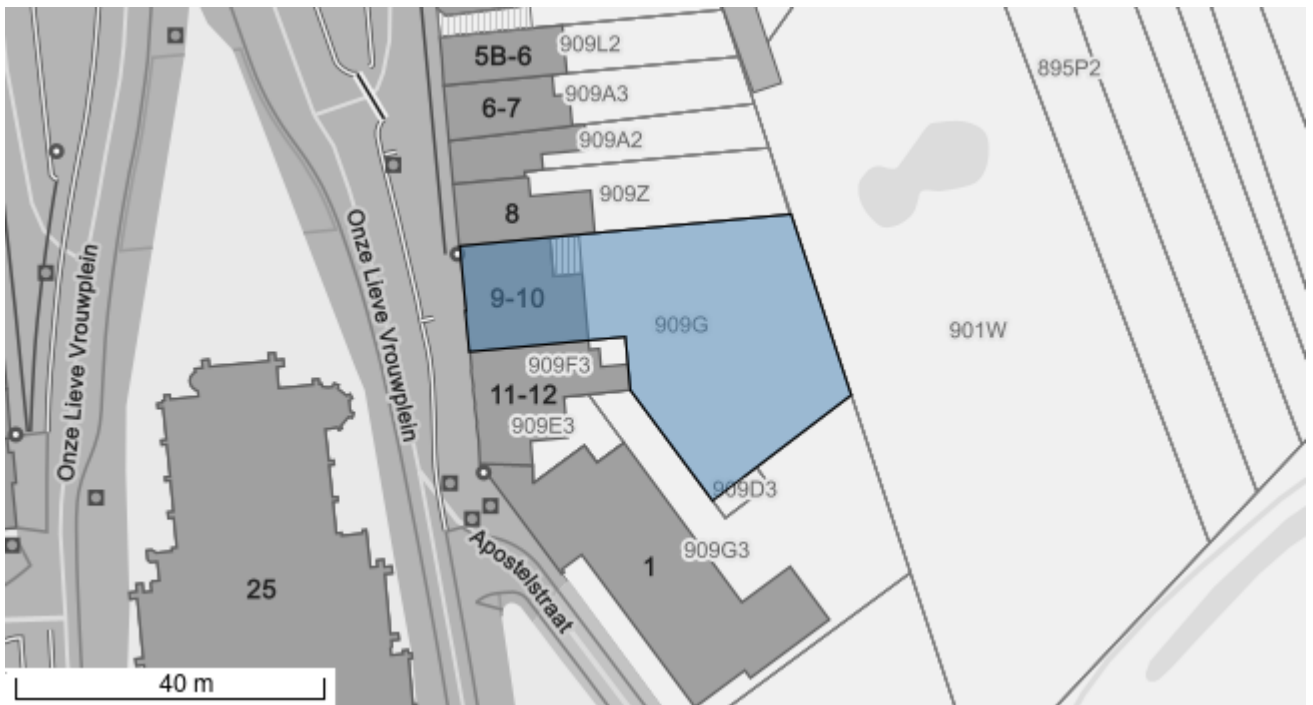 5B-6
909L2
895P2
6-7
909A3
909A2
909Z
8
Onze Lieve Vrouwplein
Onze Lieve Vrouwplein
9-10
909G
901W
909F3
11-12
909E3
909D3
909G3
Apostelstraat
1
25
40 m